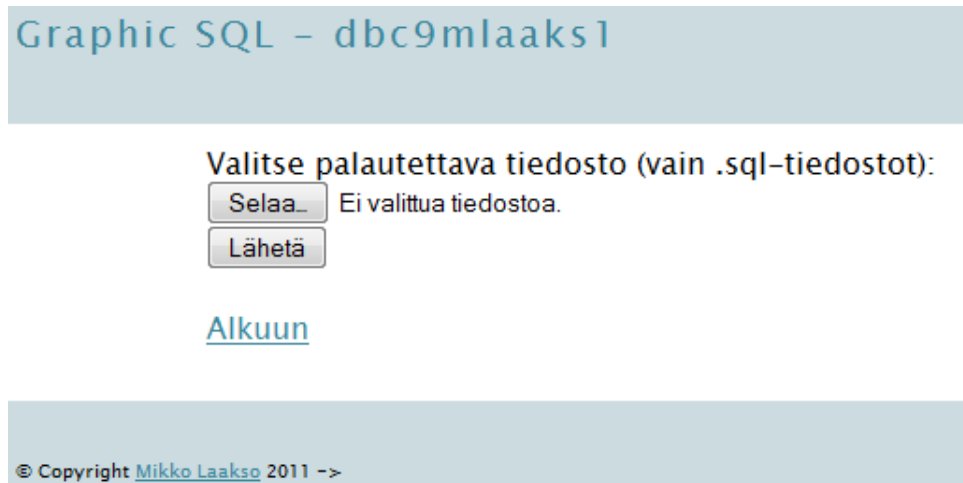 Graphic SQL - dbc9mlaaks1
Valitse palautettava tiedosto (vain .sql-tiedostot):
Selaa… Ei valittua tiedostoa.
Lähetä
Alkuun
© Copyright Mikko Laakso 2011 ->